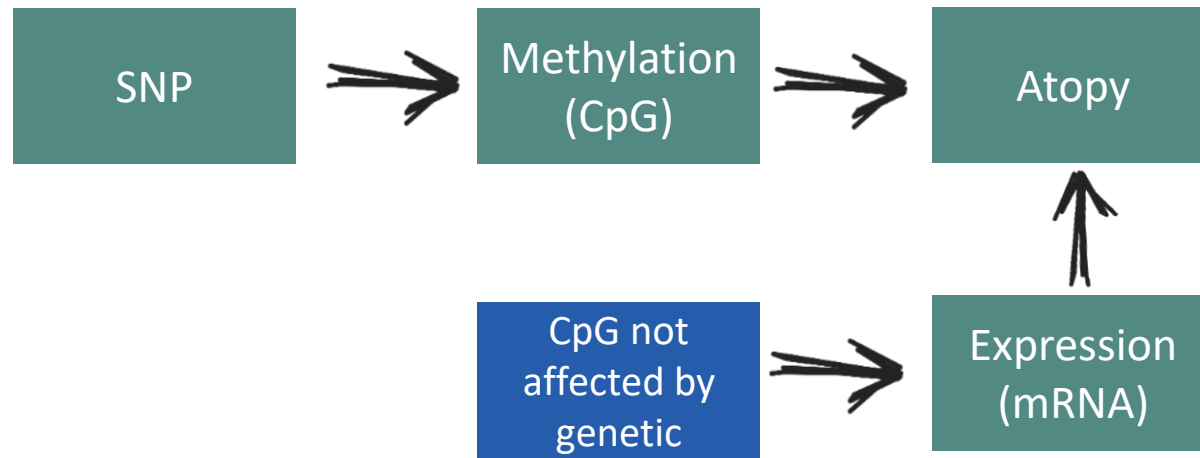 SNP
Methylation
(CpG)
Atopy
CpG not
affected by
genetic
Expression
(mRNA)